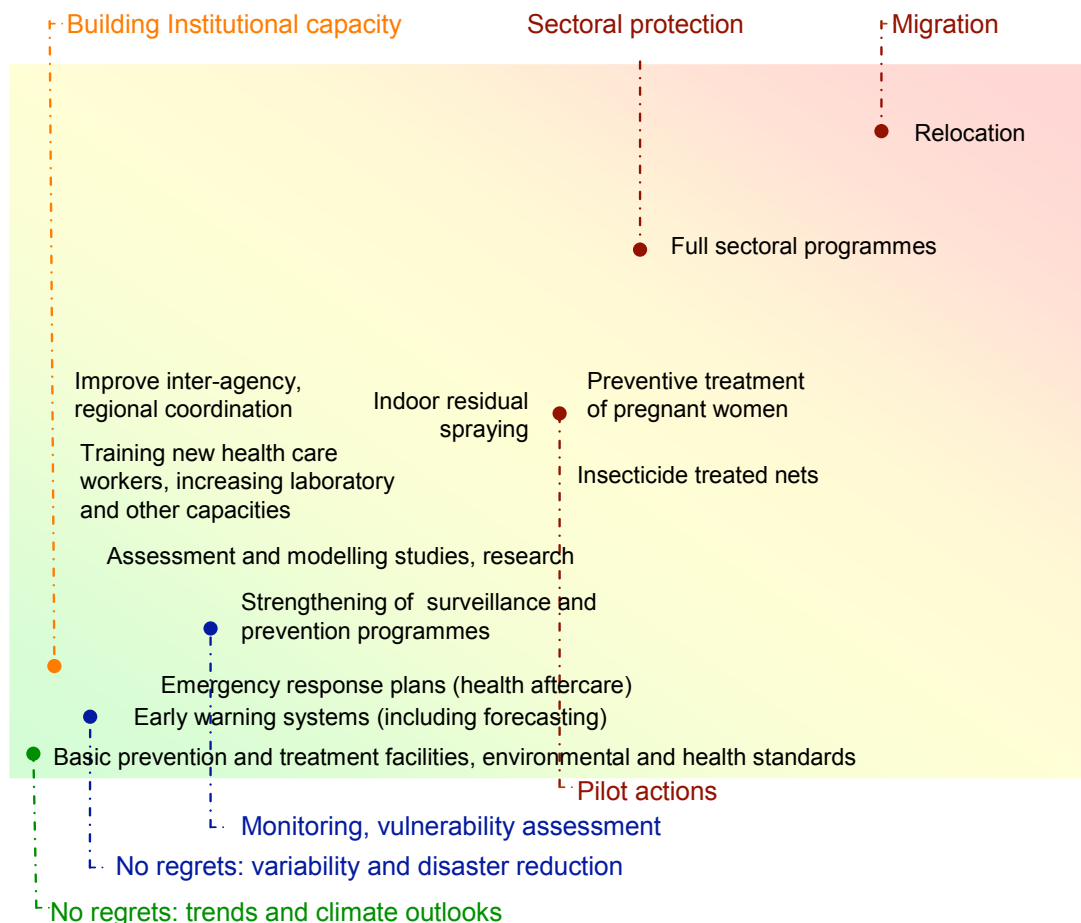 Building Institutional capacity
Sectoral protection
Migration
Relocation
Full sectoral programmes
Improve inter-agency,
regional coordination
Indoor residual
spraying
Preventive treatment
of pregnant women
Training new health care
workers, increasing laboratory
and other capacities
Insecticide treated nets
Assessment and modelling studies, research
Strengthening of surveillance and
prevention programmes
Emergency response plans (health aftercare)
Early warning systems (including forecasting)
Basic prevention and treatment facilities, environmental and health standards
Pilot actions
Monitoring, vulnerability assessment
No regrets: variability and disaster reduction
No regrets: trends and climate outlooks